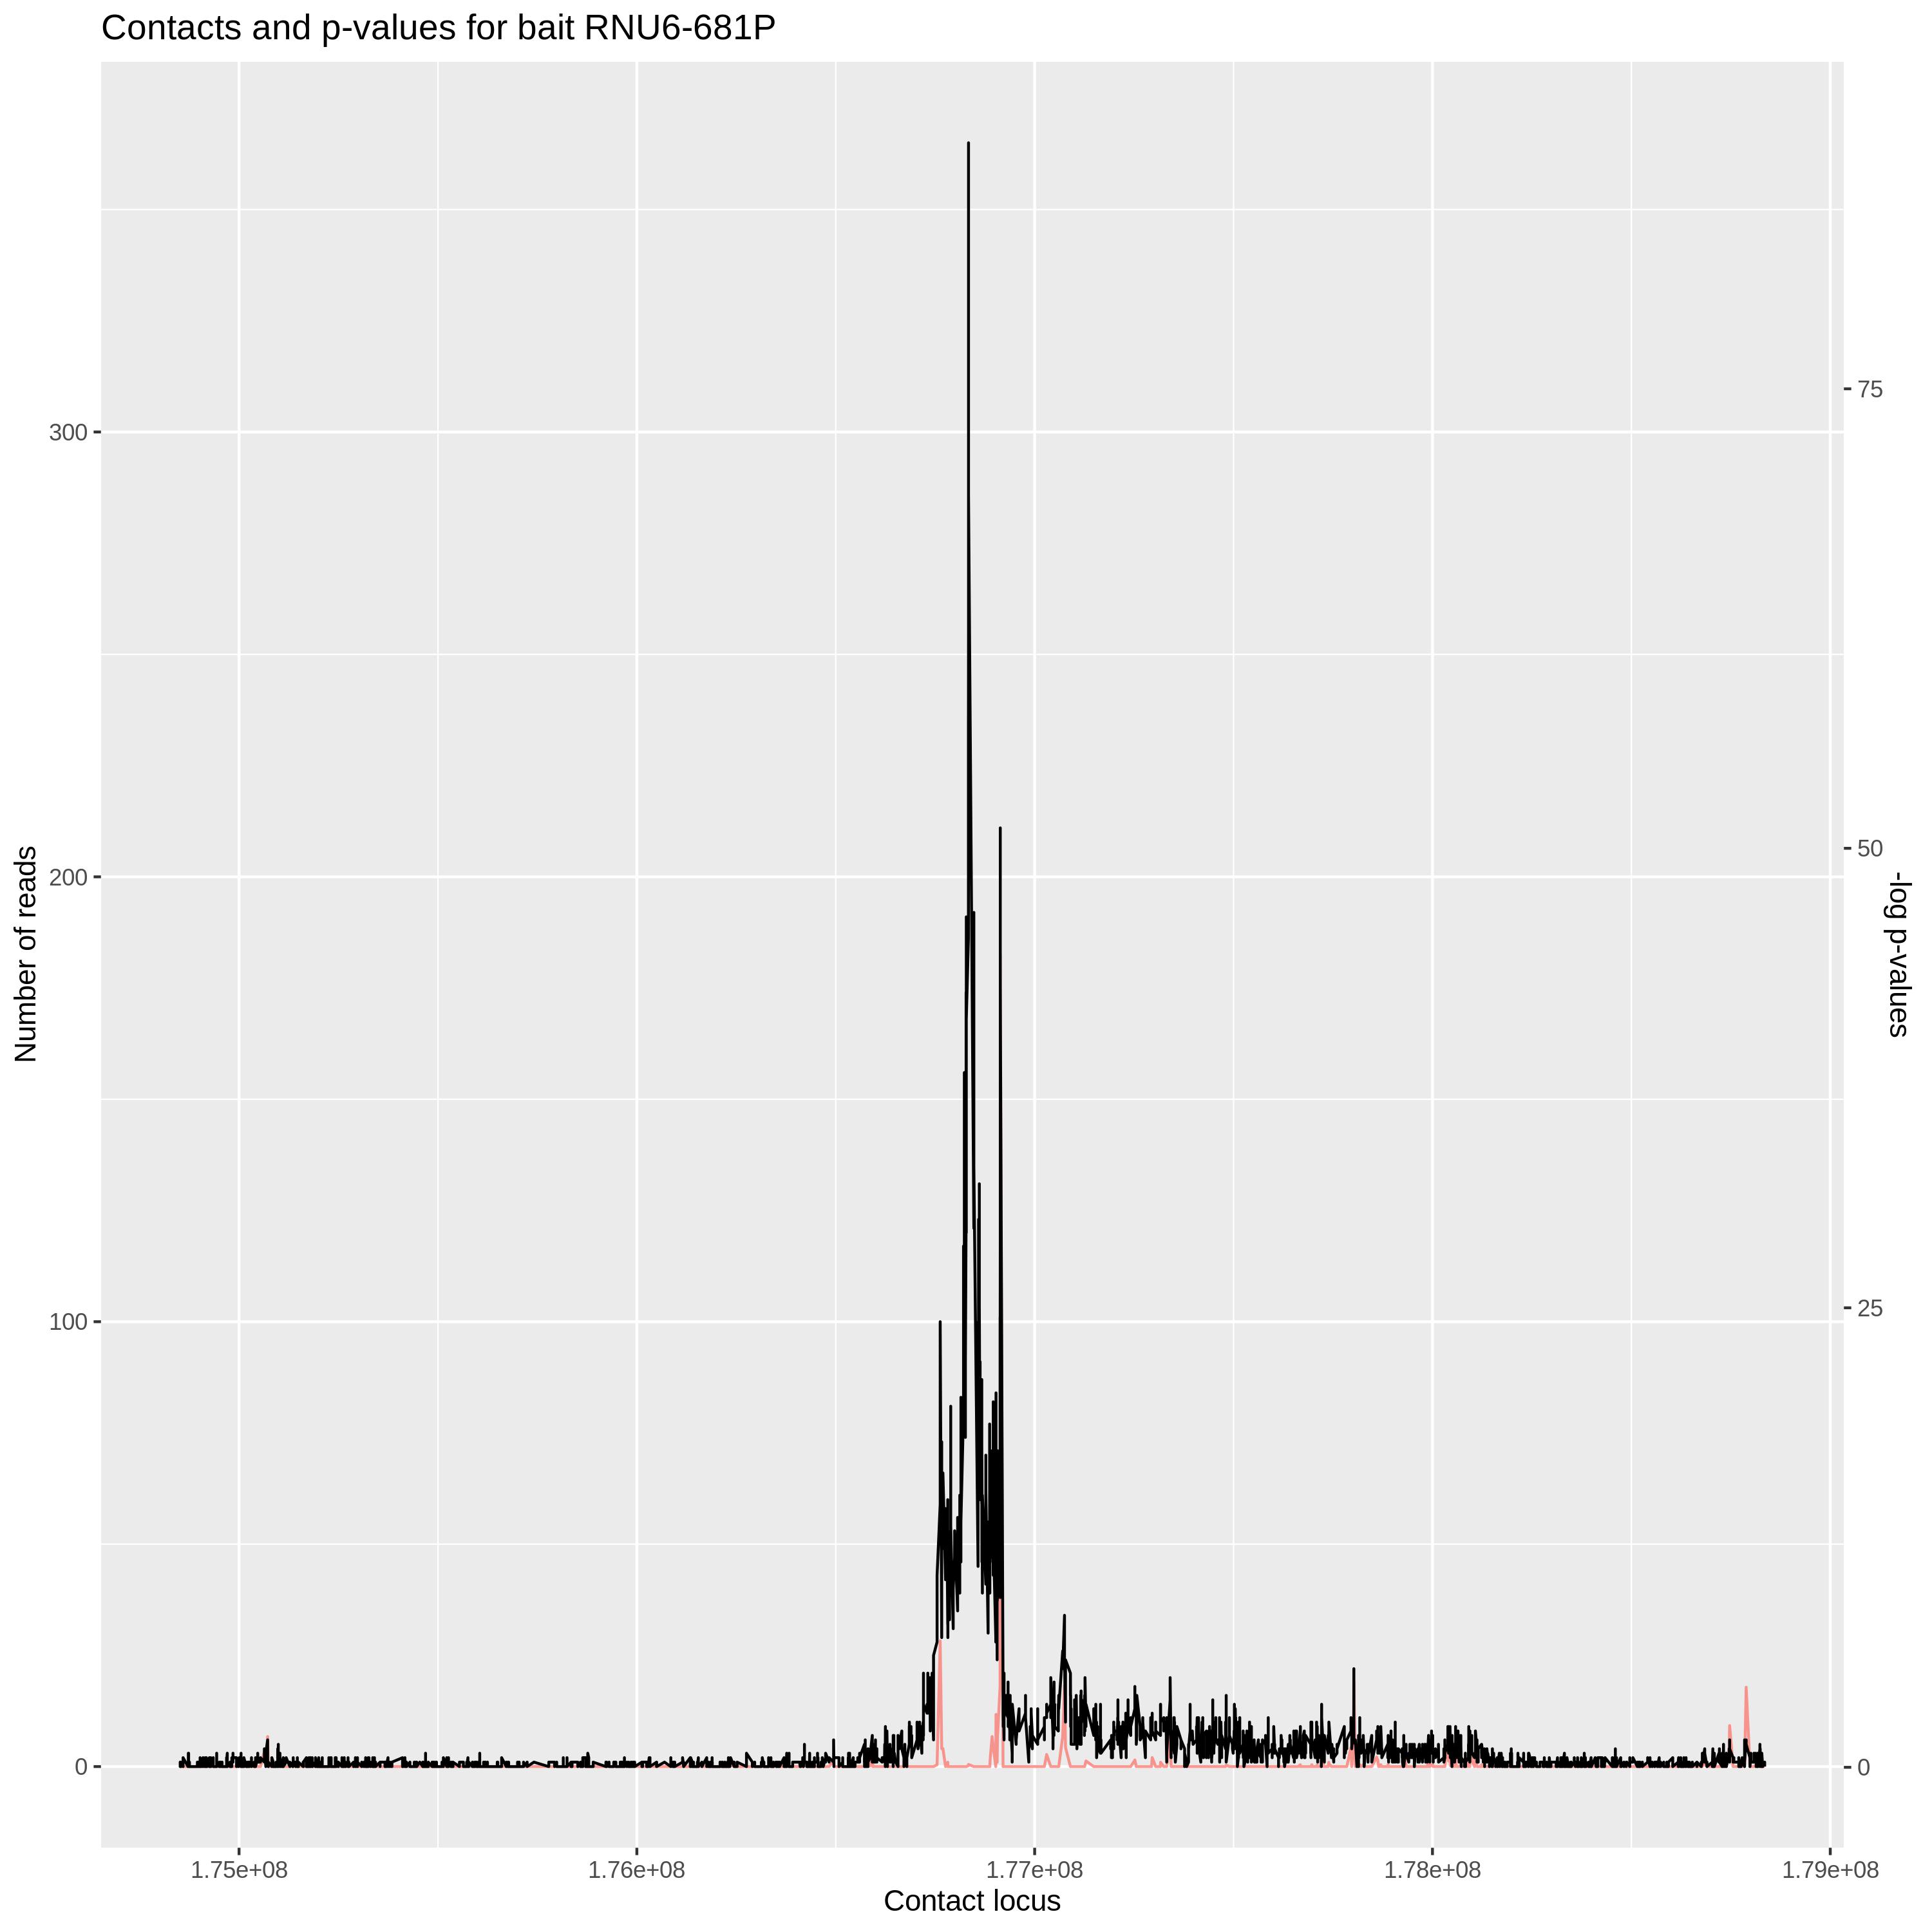 Contacts and p-values for bait RNU6-681P
300
200
100
0
75
50
25
0
Number of reads
-log p-values
1.75e+08
1.76e+08
1.77e+08
1.78e+08
1.79e+08
Contact locus